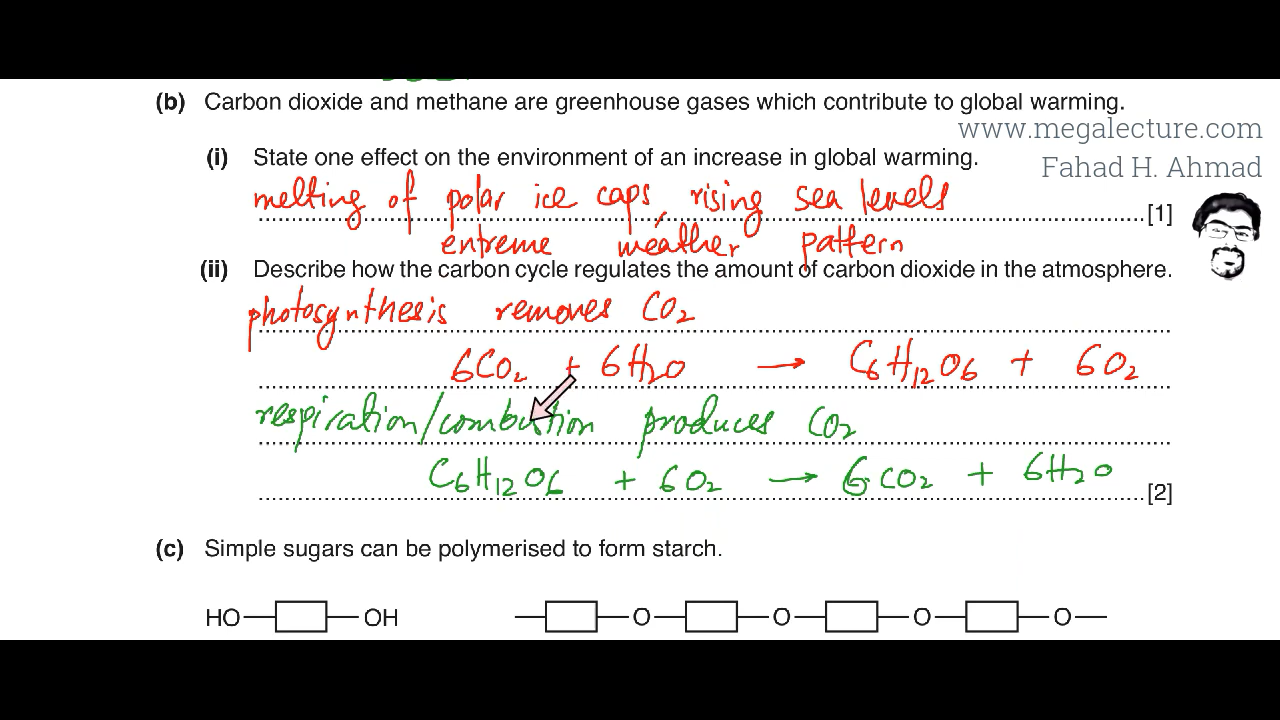 (b) Carbon dioxide and methane are greenhouse gases which contribute to global warming.
www.megalecture.com
(i) State one effect on the environment of an increase in global warming.
Fahad H. Ahmad
melting of polar ice caps, rising sea levels
[1]
extreme weather pattern
(ii) Describe how the carbon cycle regulates the amount of carbon dioxide in the atmosphere.
photosynthesis removes CO2
6CO2 + 6H2O → C6H12O6 + 6O2
respiration/combustion produces CO2
C6H12O6 + 6O2 → 6CO2 + 6H2O
[2]
(c) Simple sugars can be polymerised to form starch.
HO OH O O O O